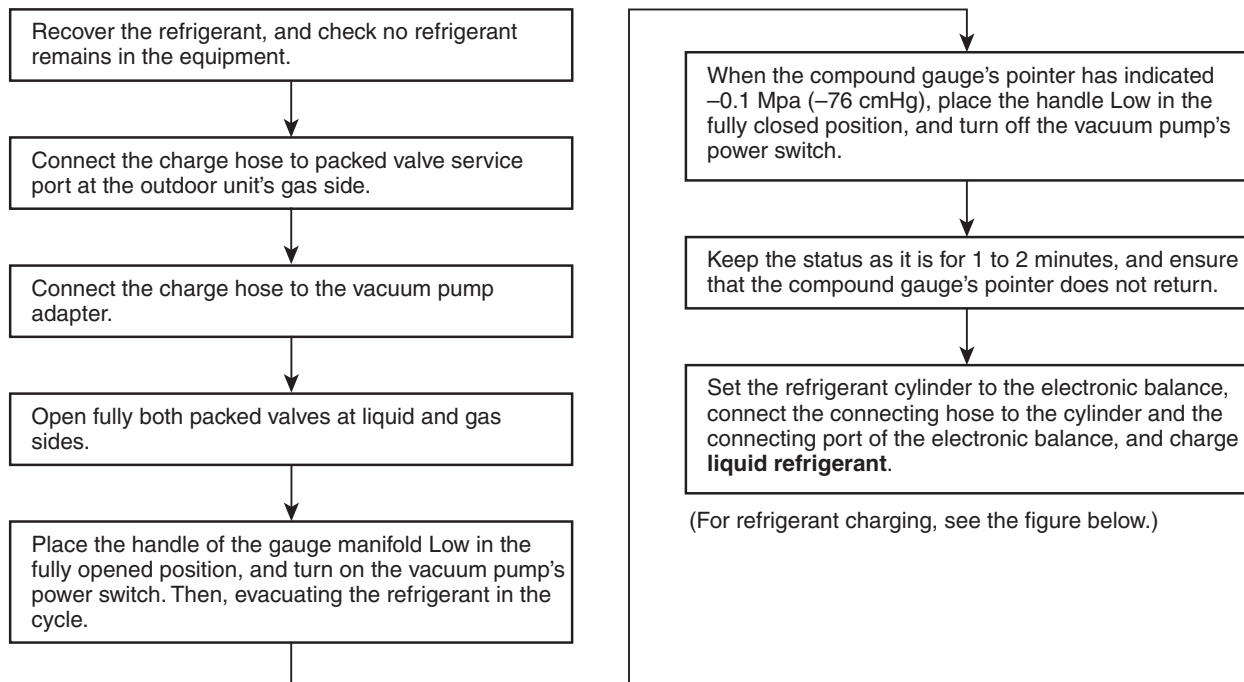 Recover the refrigerant, and check no refrigerant
remains in the equipment.
Connect the charge hose to packed valve service
port at the outdoor unit's gas side.
Connect the charge hose to the vacuum pump
adapter.
Open fully both packed valves at liquid and gas
sides.
Place the handle of the gauge manifold Low in the
fully opened position, and turn on the vacuum pump's
power switch. Then, evacuating the refrigerant in the
cycle.
When the compound gauge's pointer has indicated
–0.1 Mpa (–76 cmHg), place the handle Low in the
fully closed position, and turn off the vacuum pump's
power switch.
Keep the status as it is for 1 to 2 minutes, and ensure
that the compound gauge's pointer does not return.
Set the refrigerant cylinder to the electronic balance,
connect the connecting hose to the cylinder and the
connecting port of the electronic balance, and charge
liquid refrigerant.
(For refrigerant charging, see the figure below.)